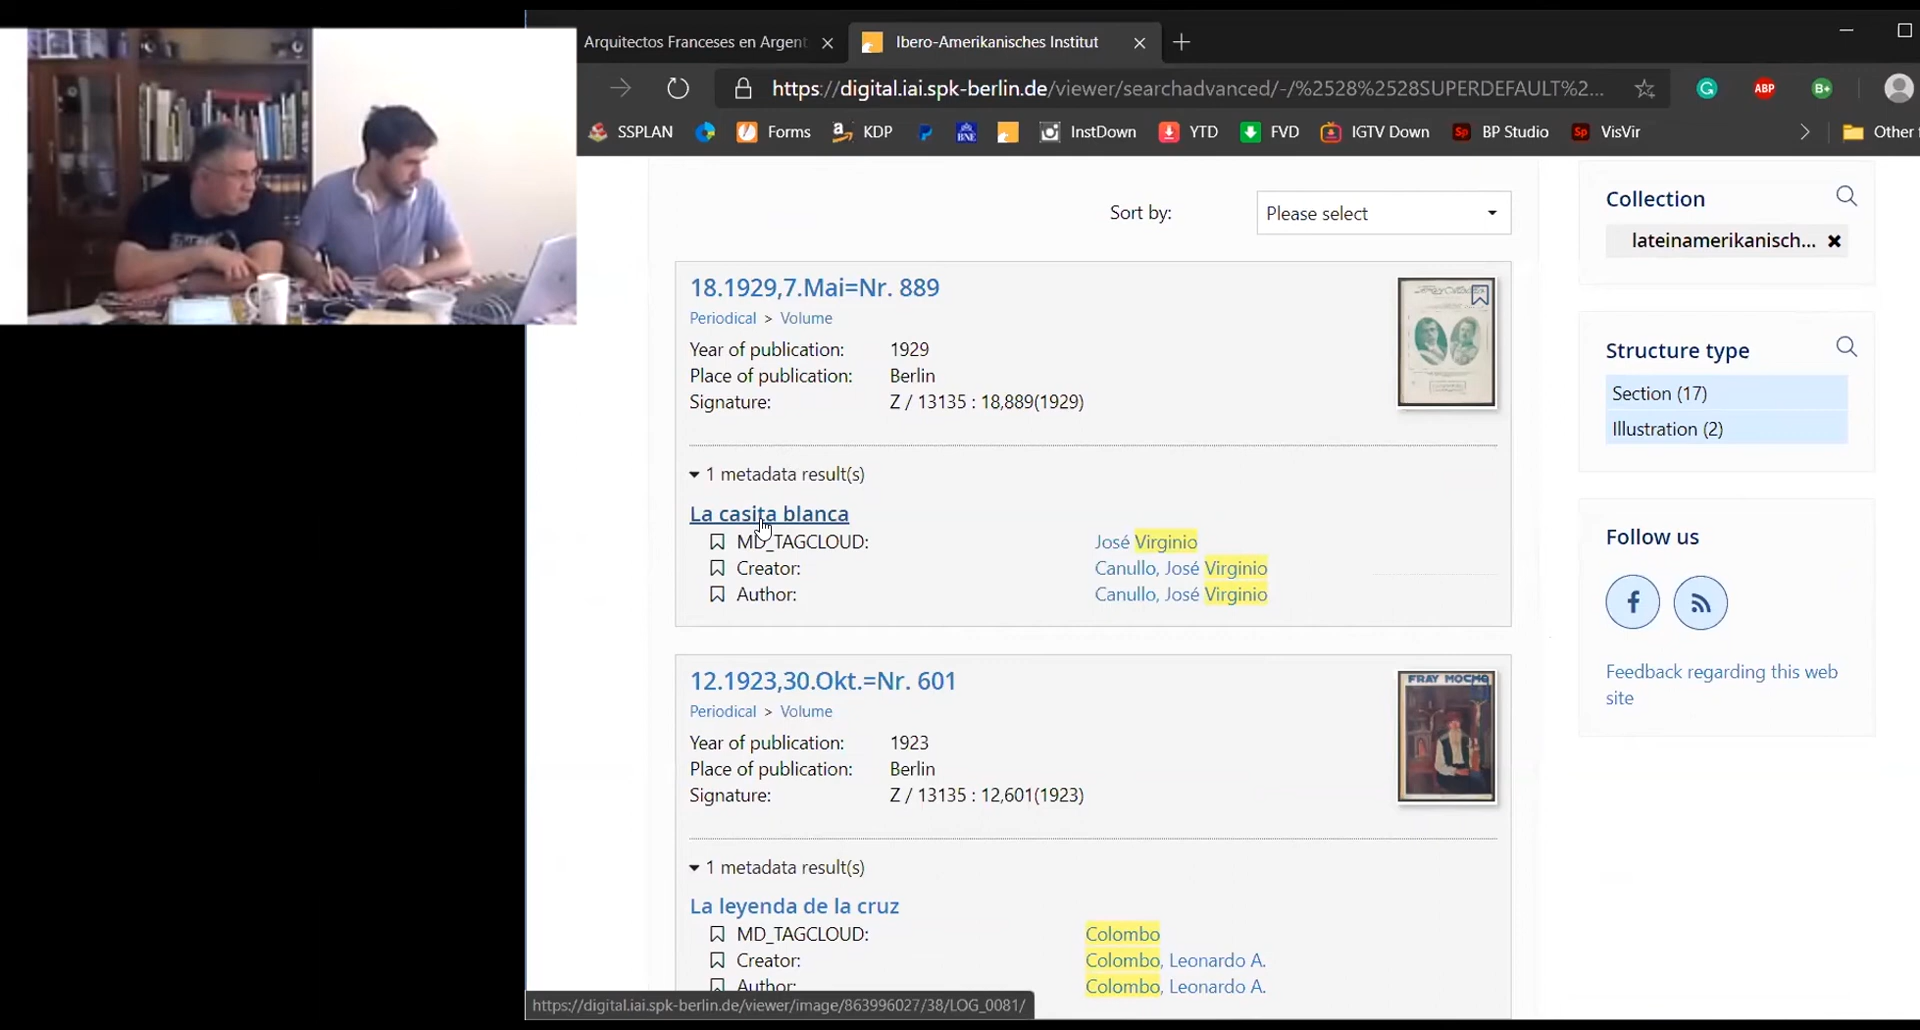 Arquitectos Franceses en Argent
Ibero-Amerikanisches Institut
https://digital.iai.spk-berlin.de/viewer/searchadvanced/-/%2528%2528SUPERDEFAULT%2...
ABP
B+
SSPLAN
Forms
KDP
BNE
InstDown
YTD
FVD
IGTV Down
Sp
BP Studio
Sp
VisVir
Other
Sort by:
Please select
18.1929,7.Mai=Nr. 889
Periodical > Volume
Year of publication: 1929
Place of publication: Berlin
Signature: Z / 13135 : 18,889(1929)
1 metadata result(s)
La casita blanca
MD_TAGCLOUD: José Virginio
Creator: Canullo, José Virginio
Author: Canullo, José Virginio
12.1923,30.Okt.=Nr. 601
Periodical > Volume
Year of publication: 1923
Place of publication: Berlin
Signature: Z / 13135 : 12,601(1923)
FRAY MOCHO
1 metadata result(s)
La leyenda de la cruz
MD_TAGCLOUD: Colombo
Creator: Colombo, Leonardo A.
Author: Colombo, Leonardo A.
https://digital.iai.spk-berlin.de/viewer/image/863996027/38/LOG_0081/
Collection
lateinamerikanisch...
Structure type
Section (17)
Illustration (2)
Follow us
Feedback regarding this web
site